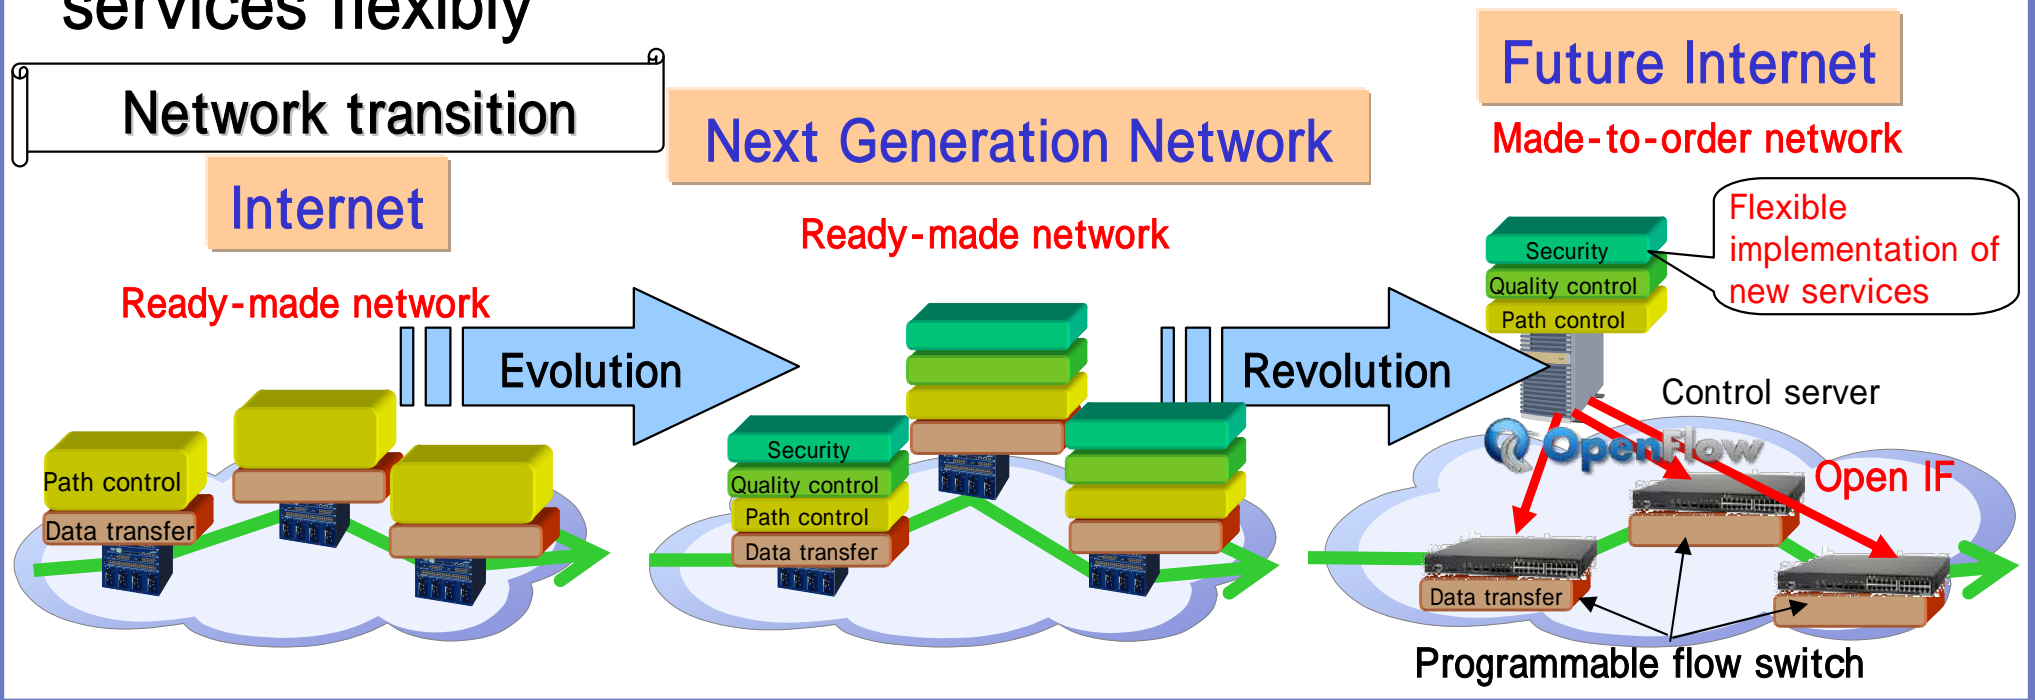 services flexibly
Network transition
Internet
Ready-made network
Path control
Data transfer
Evolution
Next Generation Network
Ready-made network
Security
Quality control
Path control
Data transfer
Revolution
Future Internet
Made-to-order network
Flexible
implementation of
new services
Security
Quality control
Path control
Control server
OpenFlow
Open IF
Data transfer
Programmable flow switch